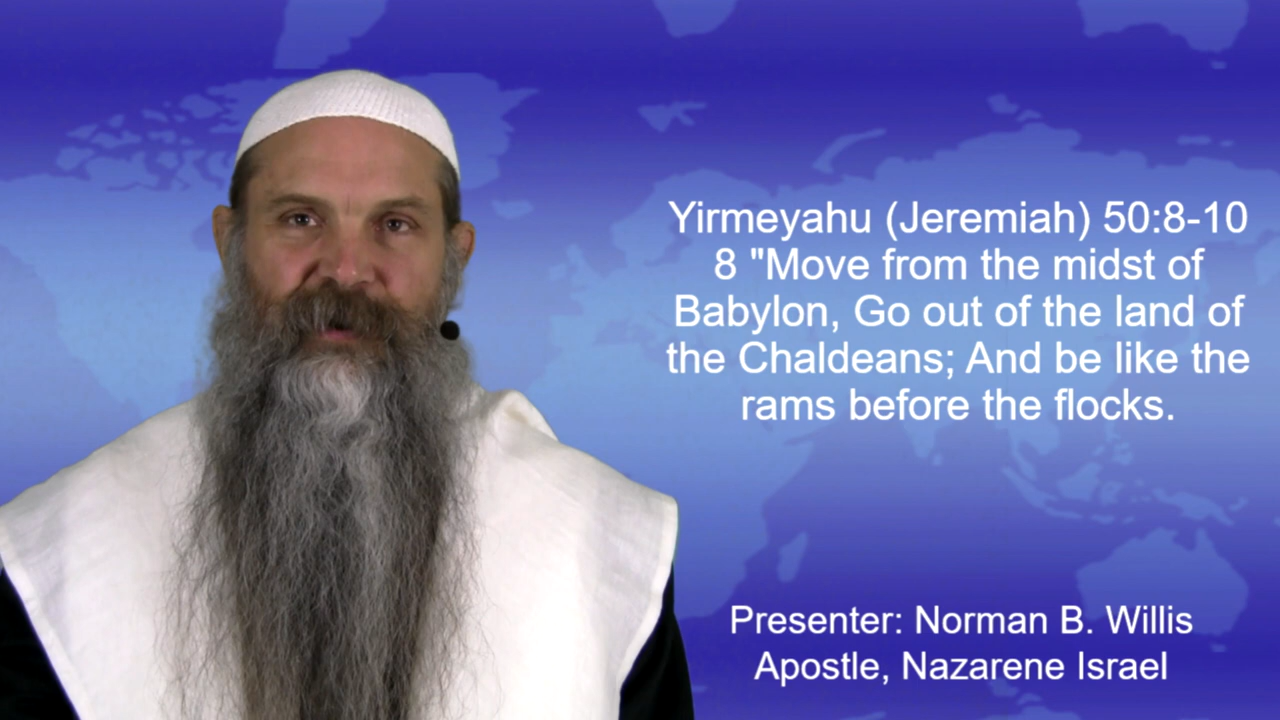 Yirmeyahu (Jeremiah) 50:8-10
8 "Move from the midst of
Babylon, Go out of the land of
the Chaldeans; And be like the
rams before the flocks.
Presenter: Norman B. Willis
Apostle, Nazarene Israel